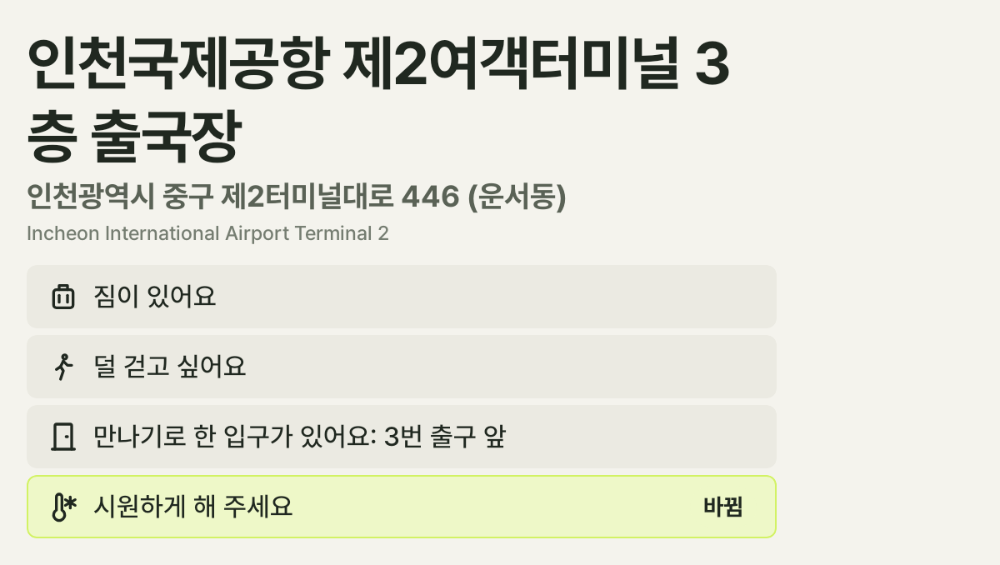 인천국제공항 제2여객터미널 3
층 출국장
인천광역시 중구 제2터미널대로 446 (운서동)
Incheon International Airport Terminal 2
짐이 있어요
덜 걷고 싶어요
만나기로 한 입구가 있어요: 3번 출구 앞
시원하게 해 주세요 바뀜